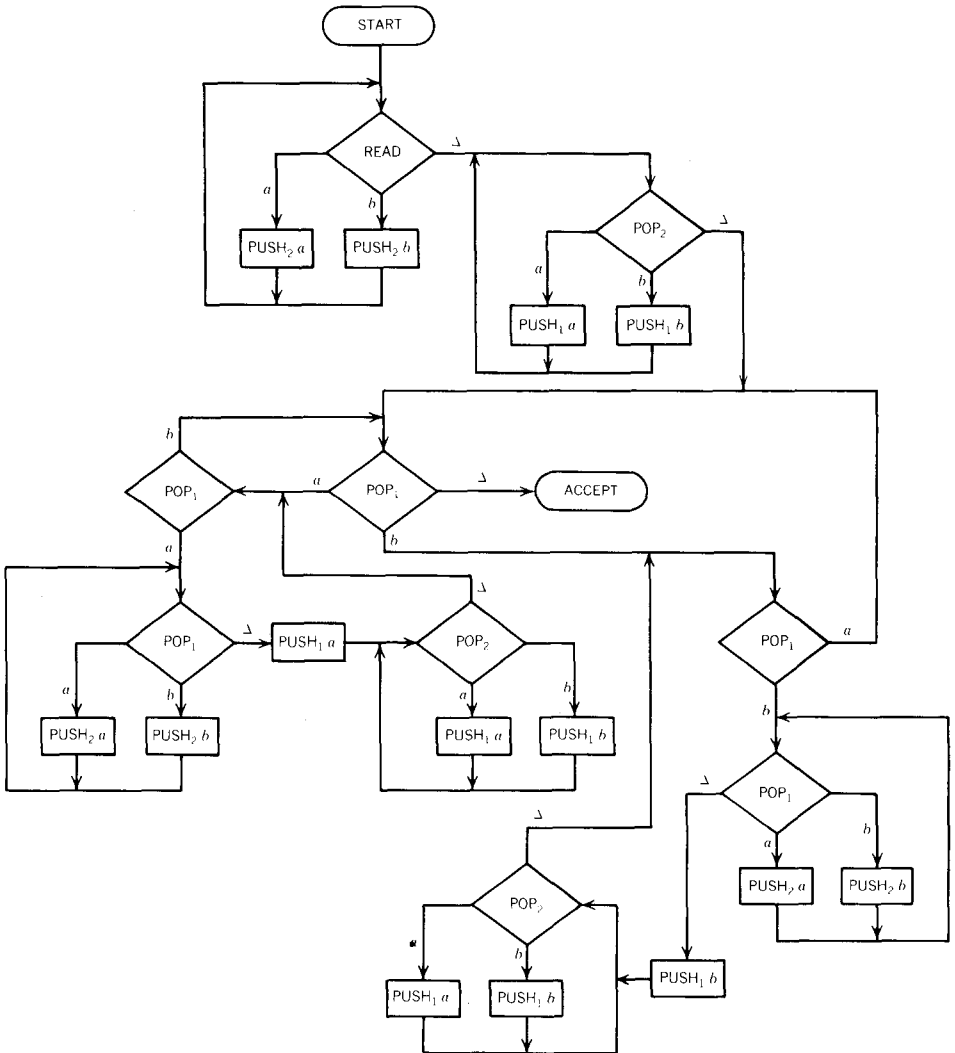 START
READ
Δ
a
b
PUSH₂ a
PUSH₂ b
POP₂
Δ
a
b
PUSH₁ a
PUSH₁ b
b
POP₁
a
POP₁
Δ
ACCEPT
a
b
Δ
POP₁
Δ
PUSH₁ a
POP₂
POP₁
a
a
b
a
b
PUSH₂ a
PUSH₂ b
PUSH₁ a
PUSH₁ b
b
Δ
POP₁
Δ
a
b
PUSH₂ a
PUSH₂ b
POP₂
a
b
PUSH₁ a
PUSH₁ b
PUSH₁ b